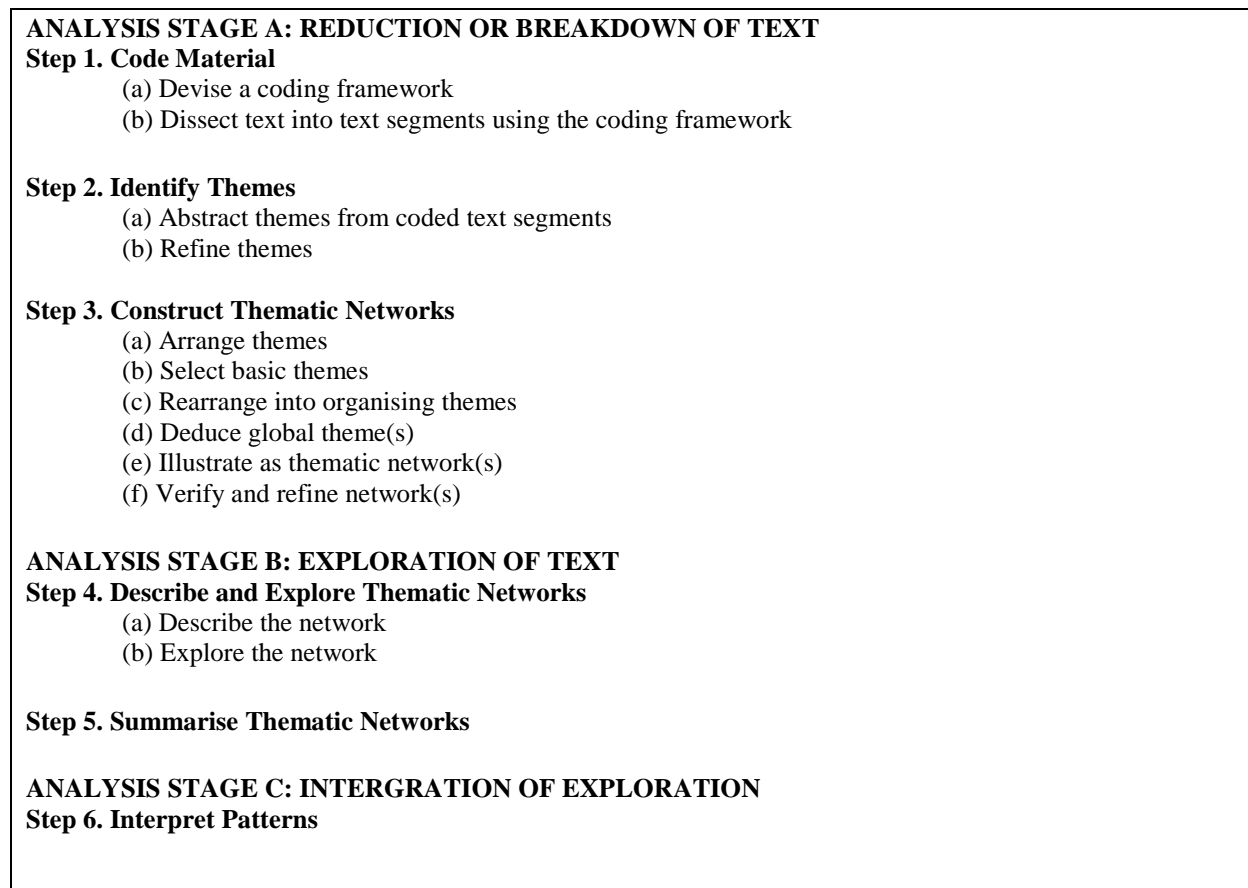 ANALYSIS STAGE A: REDUCTION OR BREAKDOWN OF TEXT
Step 1. Code Material
(a) Devise a coding framework
(b) Dissect text into text segments using the coding framework
Step 2. Identify Themes
(a) Abstract themes from coded text segments
(b) Refine themes
Step 3. Construct Thematic Networks
(a) Arrange themes
(b) Select basic themes
(c) Rearrange into organising themes
(d) Deduce global theme(s)
(e) Illustrate as thematic network(s)
(f) Verify and refine network(s)
ANALYSIS STAGE B: EXPLORATION OF TEXT
Step 4. Describe and Explore Thematic Networks
(a) Describe the network
(b) Explore the network
Step 5. Summarise Thematic Networks
ANALYSIS STAGE C: INTERGRATION OF EXPLORATION
Step 6. Interpret Patterns